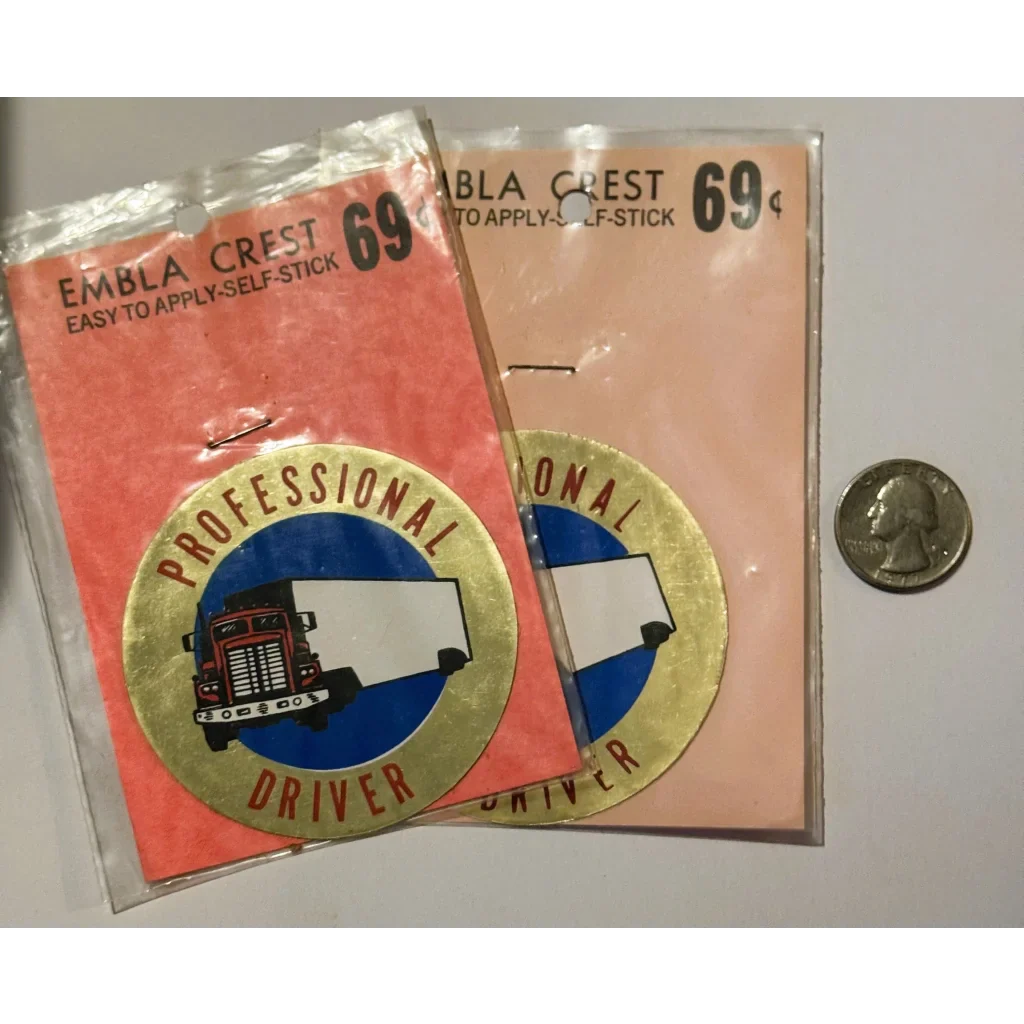 EMBLA CREST 69¢
EASY TO APPLY-SELF-STICK
PROFESSIONAL
DRIVER
MBLA CREST 69¢
TO APPLY-SELF-STICK
ONAL
DRIVER
LIBERTY